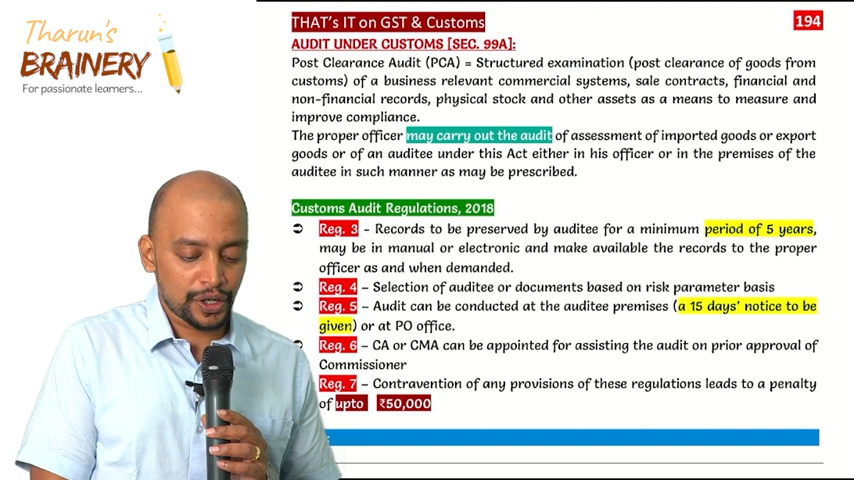 Tharun's
BRAINERY
For passionate learners...
THAT's IT on GST & Customs
194
AUDIT UNDER CUSTOMS [SEC. 99A]:
Post Clearance Audit (PCA) = Structured examination (post clearance of goods from
customs) of a business relevant commercial systems, sale contracts, financial and
non-financial records, physical stock and other assets as a means to measure and
improve compliance.
The proper officer may carry out the audit of assessment of imported goods or export
goods or of an auditee under this Act either in his officer or in the premises of the
auditee in such manner as may be prescribed.
Customs Audit Regulations, 2018
➲ Reg. 3 – Records to be preserved by auditee for a minimum period of 5 years,
may be in manual or electronic and make available the records to the proper
officer as and when demanded.
➲ Reg. 4 – Selection of auditee or documents based on risk parameter basis
➲ Reg. 5 – Audit can be conducted at the auditee premises (a 15 days' notice to be
given) or at PO office.
➲ Reg. 6 – CA or CMA can be appointed for assisting the audit on prior approval of
Commissioner
Reg. 7 – Contravention of any provisions of these regulations leads to a penalty
of upto ₹50,000